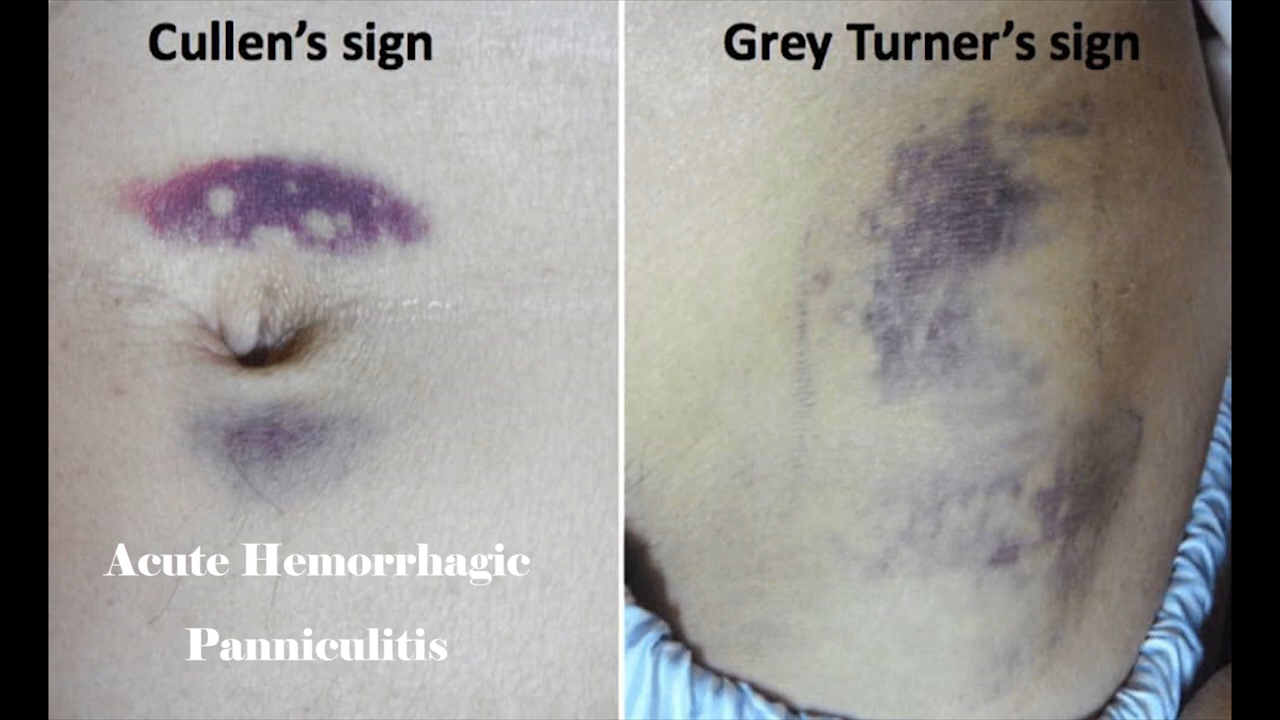 Cullen’s sign
Grey Turner’s sign
Acute Hemorrhagic
Panniculitis